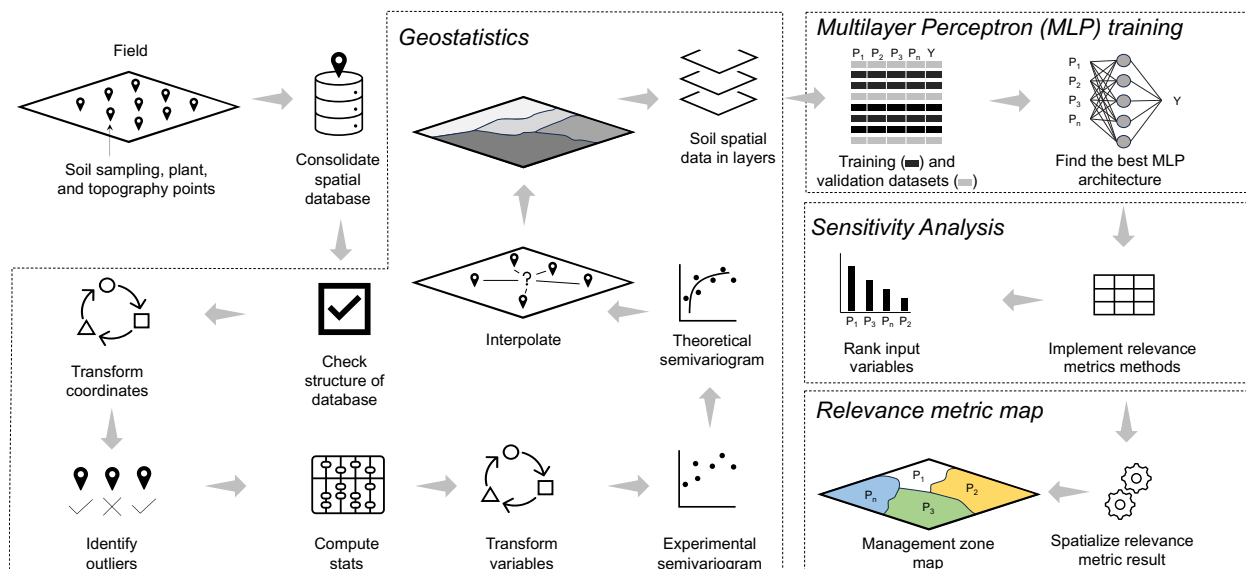 Field
Soil sampling, plant,
and topography points
Consolidate
spatial
database
Geostatistics
Check
structure of
database
Transform
coordinates
Identify
outliers
Compute
stats
Transform
variables
Experimental
semivariogram
Theoretical
semivariogram
?
Interpolate
Soil spatial
data in layers
Multilayer Perceptron (MLP) training
P1 P2 P3 Pn Y
Training ( ) and
validation datasets ( )
P1
P2
P3
Pn
Y
Find the best MLP
architecture
Sensitivity Analysis
Implement relevance
metrics methods
P1 P3 Pn P2
Rank input
variables
Relevance metric map
Spatialize relevance
metric result
P1
Pn
P2
P3
Management zone
map